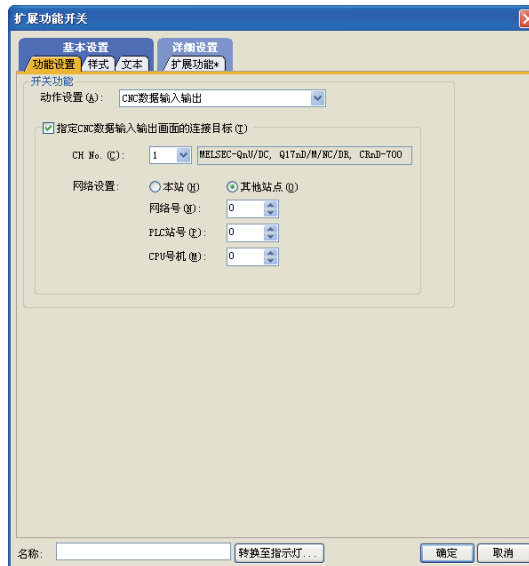 扩展功能开关
基本设置 详细设置
功能设置 样式 文本 扩展功能*
开关功能
动作设置(A): CNC数据输入输出
指定CNC数据输入输出画面的连接目标(T)
CH No. (C): 1 MELSEC-QnU/DC, Q17nD/M/NC/DR, CRnD-700
网络设置: 本站(H) 其他站点(O)
网络号(N): 0
PLC站号(P): 0
CPU号机(M): 0
名称: 转换至指示灯... 确定 取消